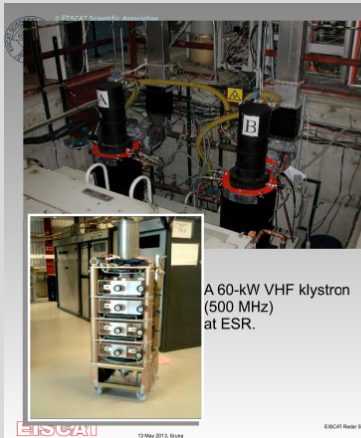 © EISCAT Scientific Association
A
B
A 60-kW VHF klystron
(500 MHz)
at ESR.
EISCAT
13 May 2013, Gruna
EISCAT Radar S